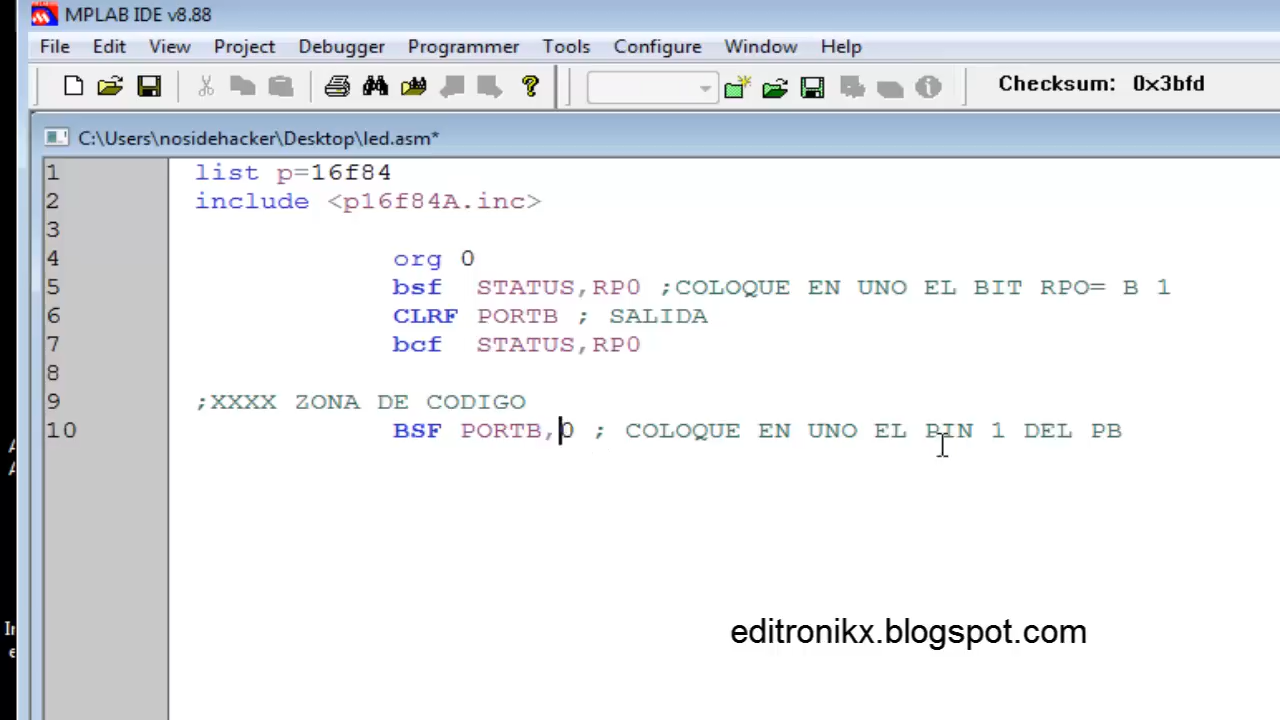 MPLAB IDE v8.88
File Edit View Project Debugger Programmer Tools Configure Window Help
Checksum: 0x3bfd
C:\Users\nosidehacker\Desktop\led.asm*
1 list p=16f84
2 include <p16f84A.inc>
3
4 org 0
5 bsf STATUS,RP0 ;COLOQUE EN UNO EL BIT RPO= B 1
6 CLRF PORTB ; SALIDA
7 bcf STATUS,RP0
8
9 ;XXXX ZONA DE CODIGO
10 BSF PORTB,0 ; COLOQUE EN UNO EL BIN 1 DEL PB
editronikx.blogspot.com